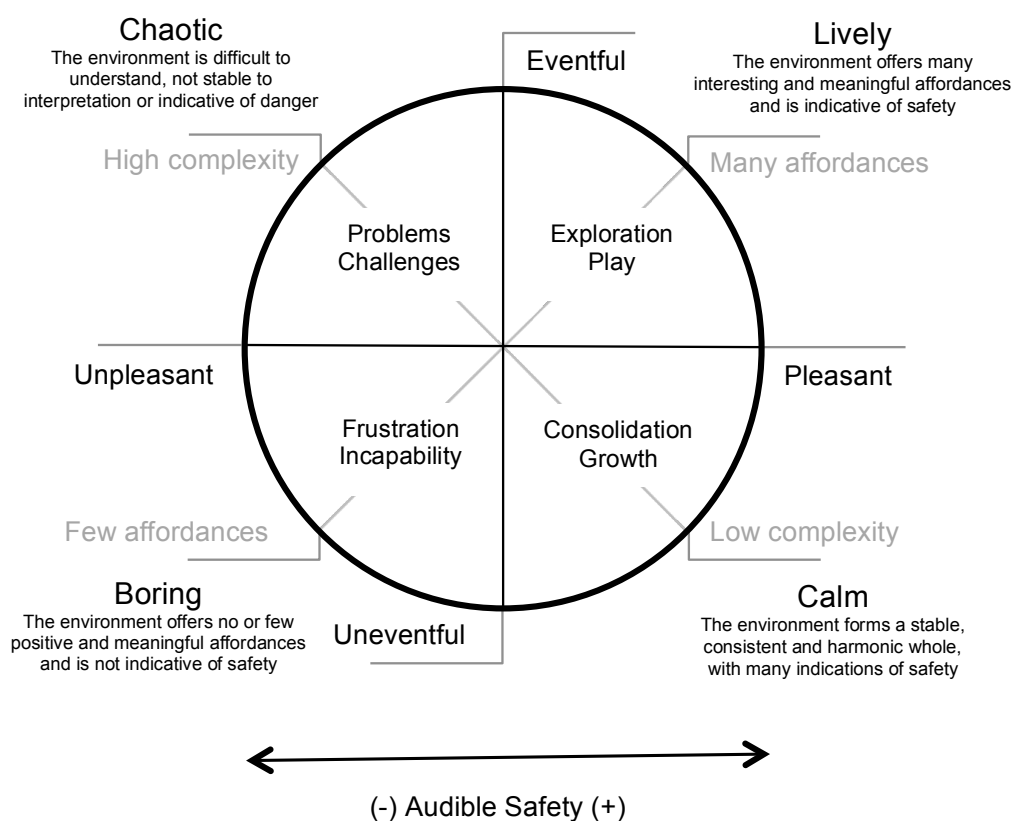 Chaotic
The environment is difficult to
understand, not stable to
interpretation or indicative of danger
Eventful
Lively
The environment offers many
interesting and meaningful affordances
and is indicative of safety
High complexity
Many affordances
Problems
Challenges
Exploration
Play
Unpleasant
Pleasant
Frustration
Incapability
Consolidation
Growth
Few affordances
Low complexity
Boring
The environment offers no or few
positive and meaningful affordances
and is not indicative of safety
Uneventful
Calm
The environment forms a stable,
consistent and harmonic whole,
with many indications of safety
(-) Audible Safety (+)